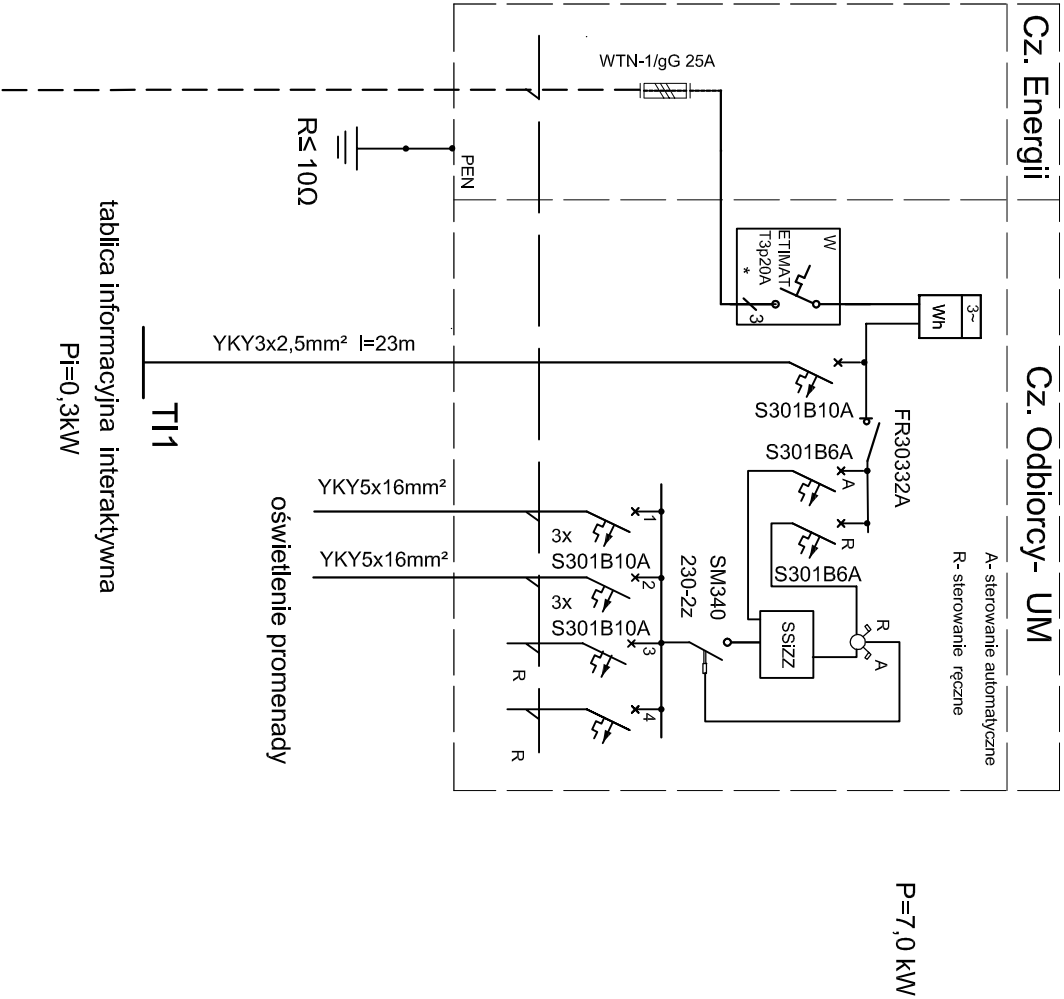 Cz. Energii
Cz. Odbiorcy- UM
WTN-1/gG 25A
PEN
R≤ 10Ω
W
ETIMAT
T3p20A
*
3
3~
Wh
A- sterowanie automatyczne
R- sterowanie ręczne
FR30332A
S301B10A
S301B6A
A
R
S301B6A
R
A
SSiZZ
SM340
230-2z
YKY3x2,5mm² l=23m
TI1
tablica informacyjna interaktywna
Pi=0,3kW
YKY5x16mm²
1
3x
S301B10A
YKY5x16mm²
2
3x
S301B10A
3
R
4
R
oświetlenie promenady
P=7,0 kW